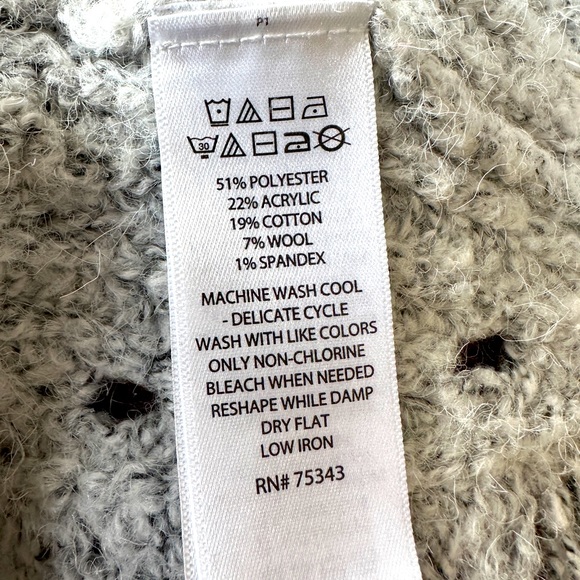 P1
30
51% POLYESTER
22% ACRYLIC
19% COTTON
7% WOOL
1% SPANDEX
MACHINE WASH COOL
- DELICATE CYCLE
WASH WITH LIKE COLORS
ONLY NON-CHLORINE
BLEACH WHEN NEEDED
RESHAPE WHILE DAMP
DRY FLAT
LOW IRON
RN# 75343